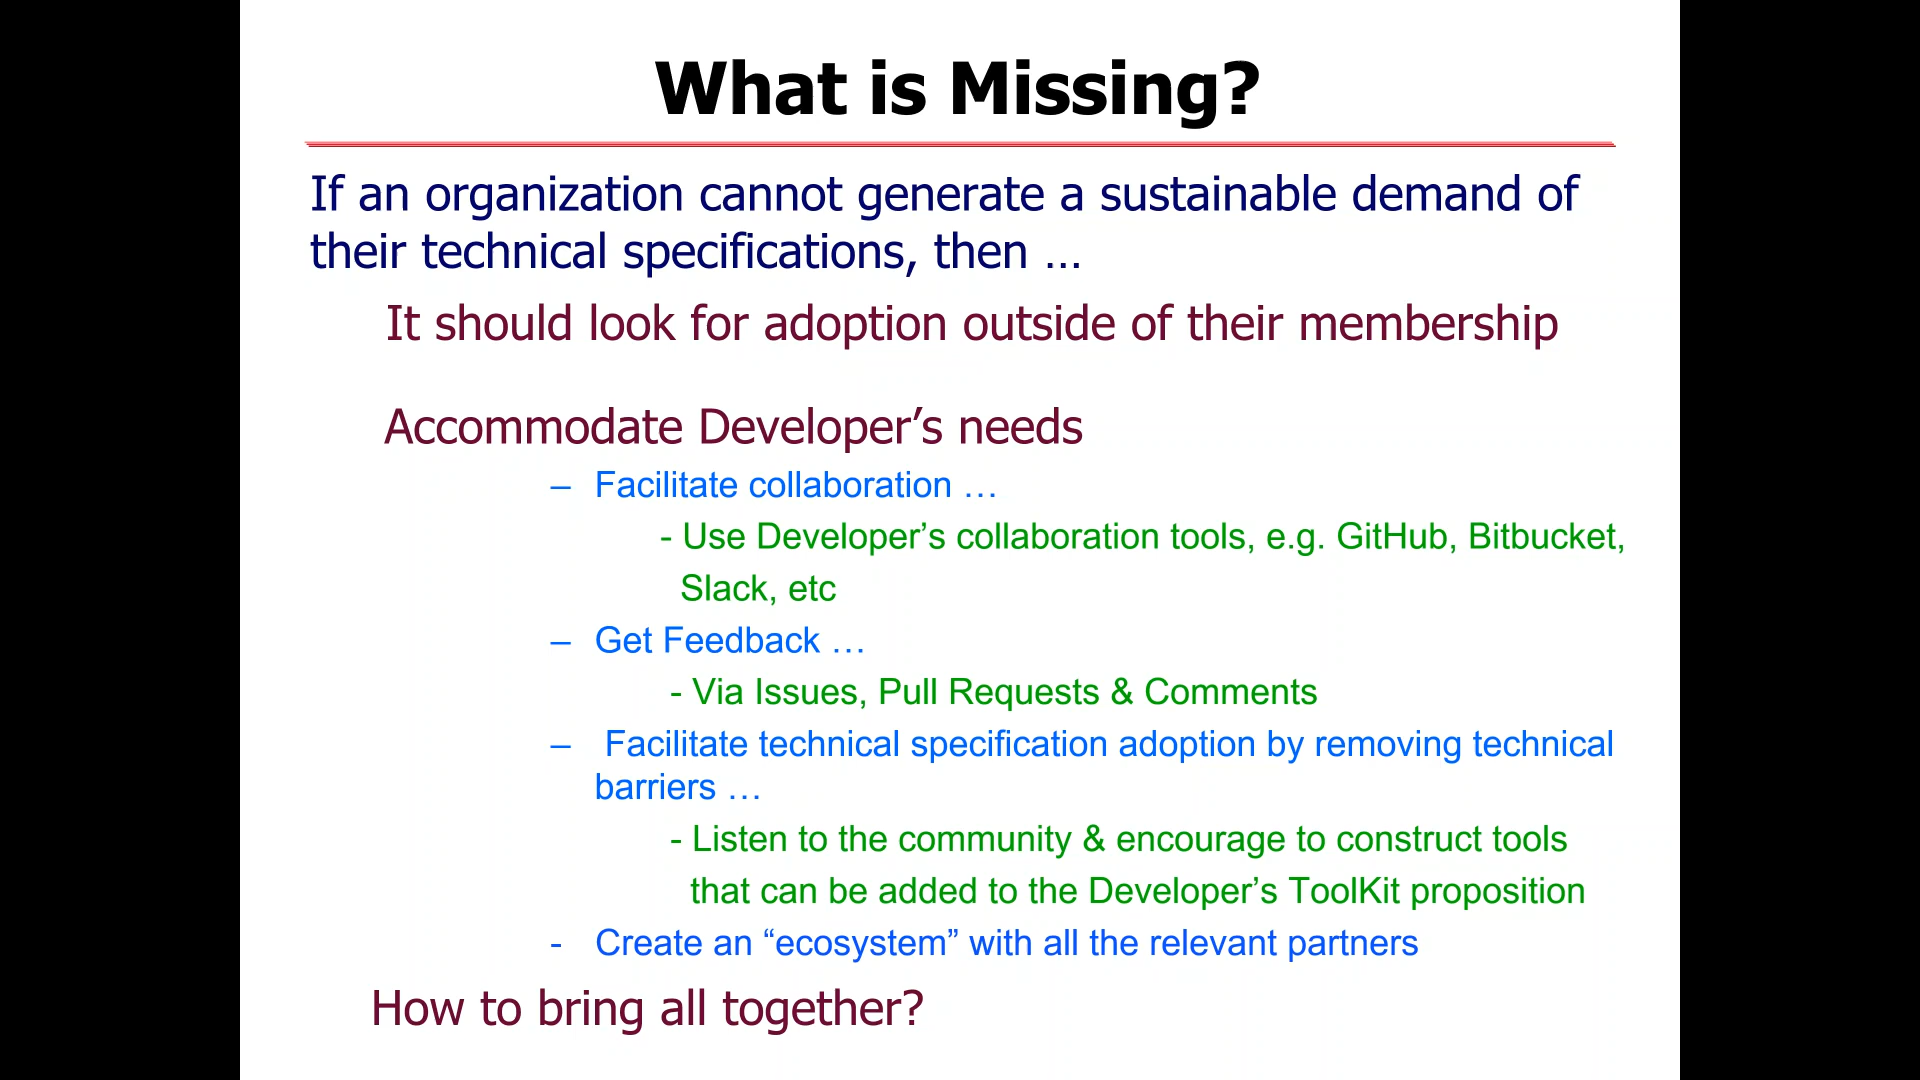 What is Missing?
If an organization cannot generate a sustainable demand of
their technical specifications, then …
It should look for adoption outside of their membership
Accommodate Developer’s needs
– Facilitate collaboration …
- Use Developer’s collaboration tools, e.g. GitHub, Bitbucket,
Slack, etc
– Get Feedback …
- Via Issues, Pull Requests & Comments
– Facilitate technical specification adoption by removing technical
barriers …
- Listen to the community & encourage to construct tools
that can be added to the Developer’s ToolKit proposition
- Create an “ecosystem” with all the relevant partners
How to bring all together?